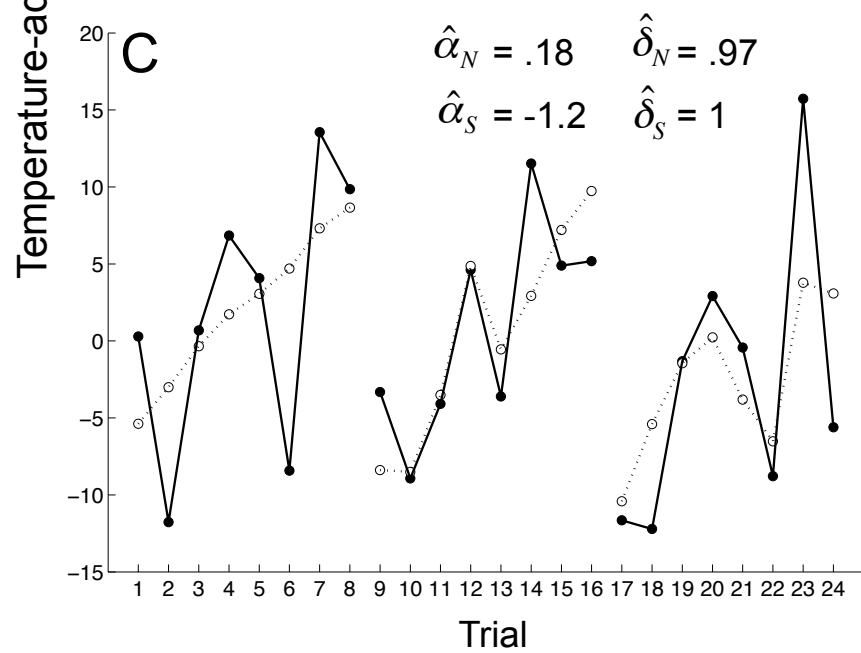 Temperature-ad
C
α̂_N = .18 δ̂_N = .97
α̂_S = -1.2 δ̂_S = 1
20
15
10
5
0
−5
−10
−15
1 2 3 4 5 6 7 8 9 10 11 12 13 14 15 16 17 18 19 20 21 22 23 24
Trial